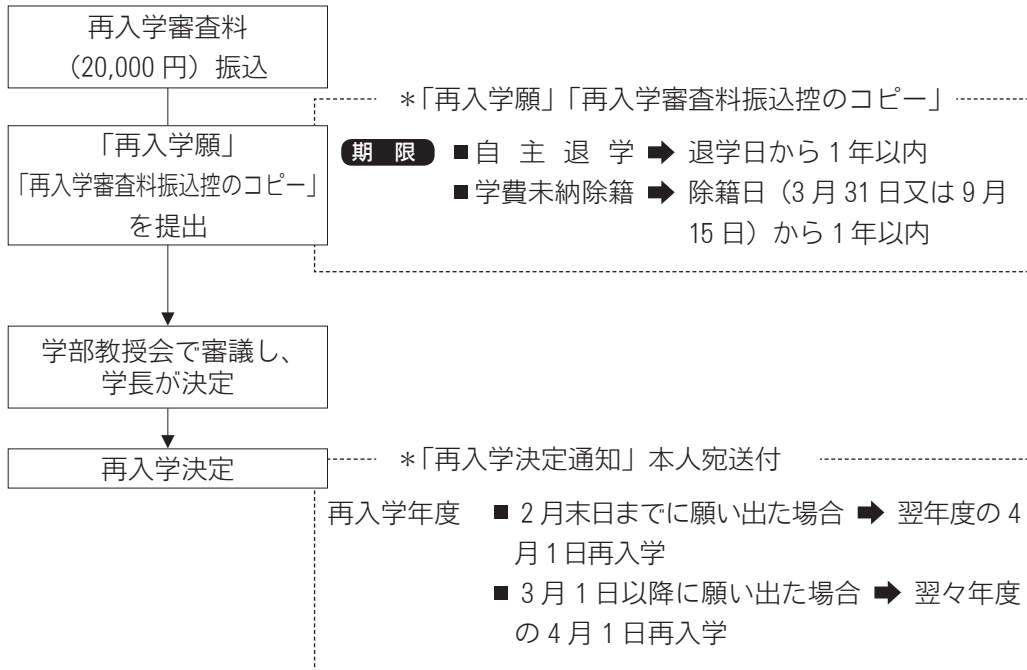 再入学審査料
（20,000 円）振込
「再入学願」
「再入学審査料振込控のコピー」
を提出
＊「再入学願」「再入学審査料振込控のコピー」
期 限 ■自 主 退 学 ➡ 退学日から 1 年以内
■学費未納除籍 ➡ 除籍日（3 月 31 日又は 9 月
15 日）から 1 年以内
学部教授会で審議し、
学長が決定
再入学決定
＊「再入学決定通知」本人宛送付
再入学年度 ■ 2 月末日までに願い出た場合 ➡ 翌年度の 4
月 1 日再入学
■ 3 月 1 日以降に願い出た場合 ➡ 翌々年度
の 4 月 1 日再入学